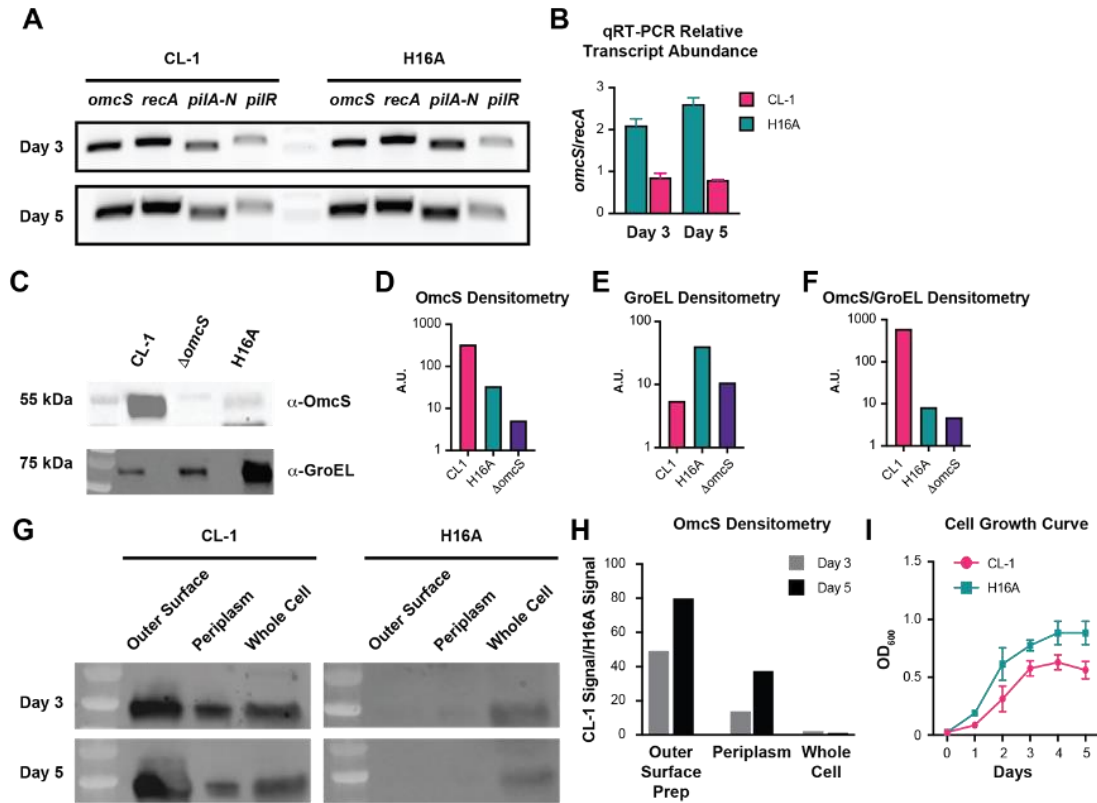 A
CL-1
H16A
omcS recA pilA-N pilR
omcS recA pilA-N pilR
Day 3
Day 5
B
qRT-PCR Relative
Transcript Abundance
omcS/recA
3
2
1
0
Day 3 Day 5
CL-1
H16A
C
CL-1
ΔomcS
H16A
55 kDa
α-OmcS
75 kDa
α-GroEL
D
OmcS Densitometry
A.U.
1000
100
10
1
CL1
H16A
ΔomcS
E
GroEL Densitometry
A.U.
100
10
1
CL1
H16A
ΔomcS
F
OmcS/GroEL Densitometry
A.U.
1000
100
10
1
CL1
H16A
ΔomcS
G
CL-1
H16A
Outer Surface
Periplasm
Whole Cell
Outer Surface
Periplasm
Whole Cell
Day 3
Day 5
H
OmcS Densitometry
CL-1 Signal/H16A Signal
80
60
40
20
0
Day 3
Day 5
Outer
Surface
Prep
Periplasm
Whole
Cell
I
Cell Growth Curve
CL-1
H16A
OD600
1.5
1.0
0.5
0.0
0 1 2 3 4 5
Days